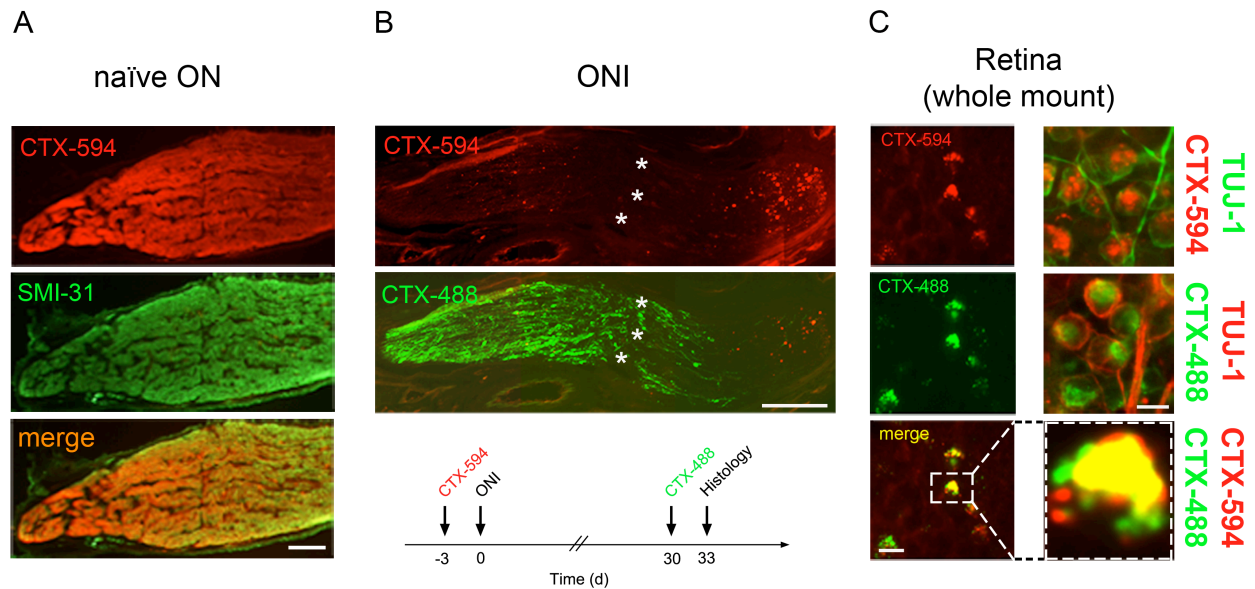 A
naïve ON
CTX-594
SMI-31
merge
B
ONI
CTX-594
*
*
*
CTX-488
*
*
*
CTX-594
ONI
CTX-488
Histology
-3
0
30
33
Time (d)
C
Retina
(whole mount)
CTX-594
TUJ-1
CTX-594
CTX-488
TUJ-1
CTX-488
merge
CTX-594
CTX-488